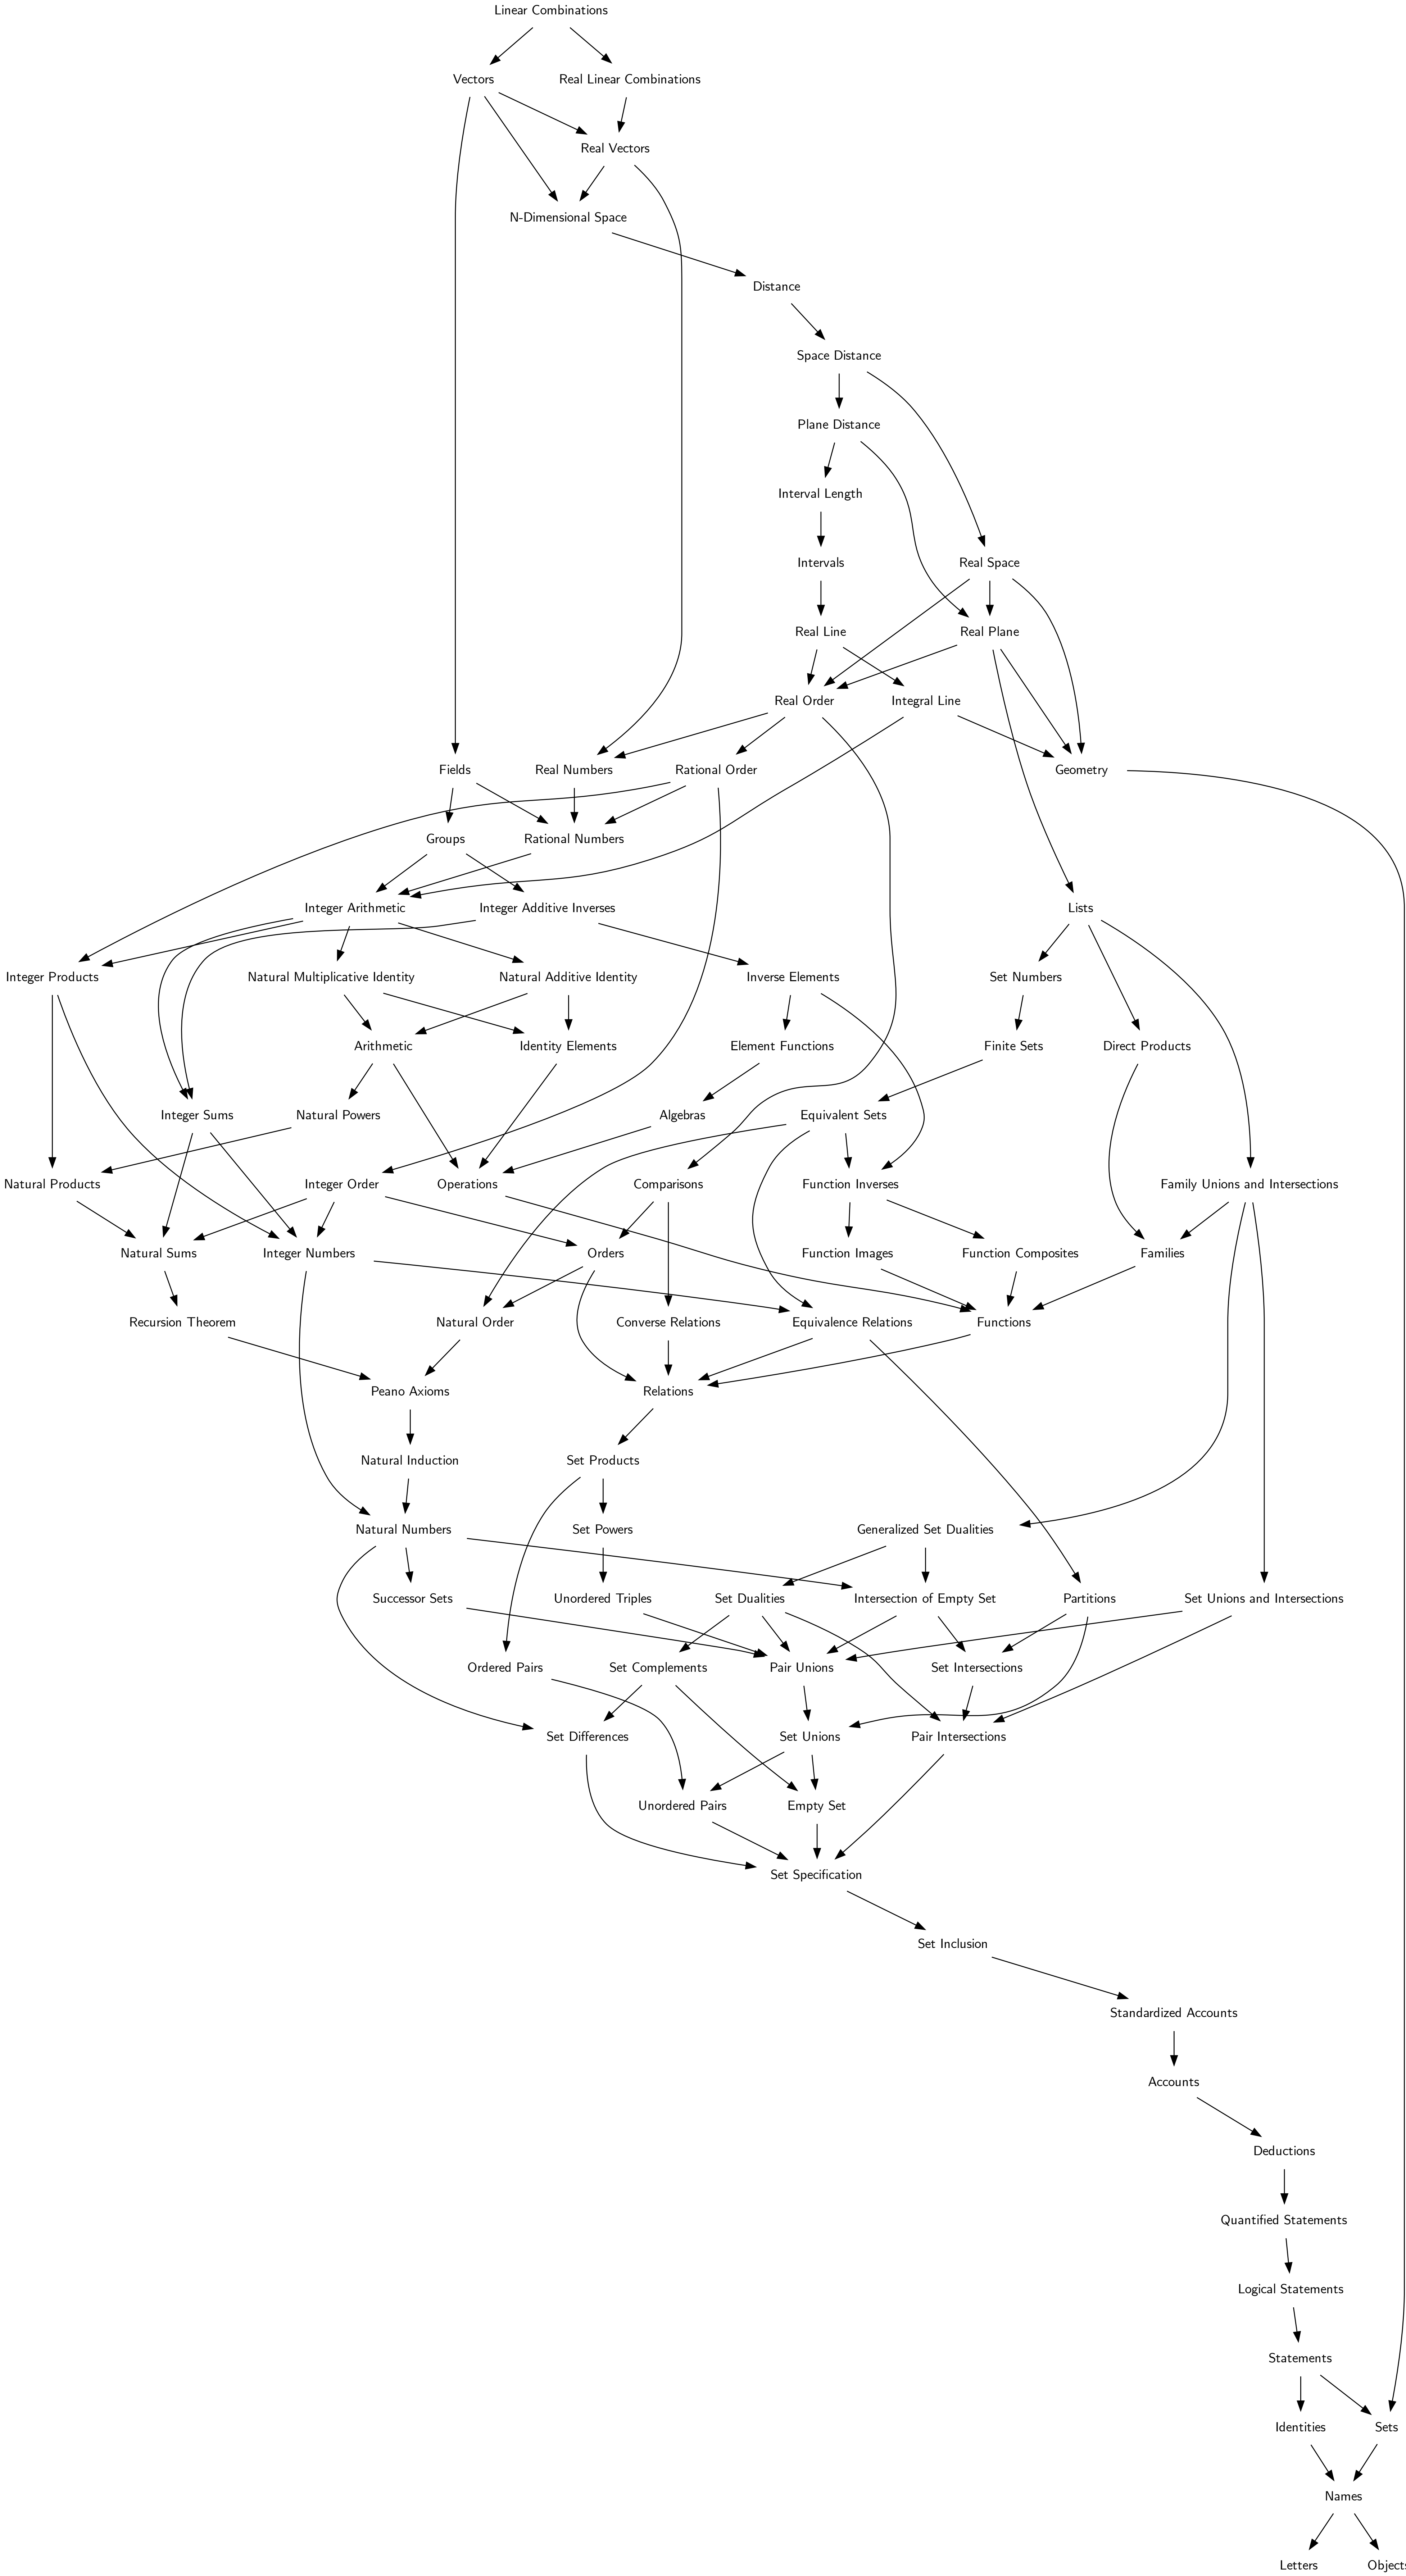 Linear Combinations
Vectors
Real Linear Combinations
Real Vectors
N-Dimensional Space
Distance
Space Distance
Plane Distance
Interval Length
Intervals
Real Space
Real Line
Real Plane
Real Order
Integral Line
Fields
Real Numbers
Rational Order
Geometry
Groups
Rational Numbers
Integer Arithmetic
Integer Additive Inverses
Lists
Integer Products
Natural Multiplicative Identity
Natural Additive Identity
Inverse Elements
Set Numbers
Arithmetic
Identity Elements
Element Functions
Finite Sets
Direct Products
Integer Sums
Natural Powers
Algebras
Equivalent Sets
Natural Products
Integer Order
Operations
Comparisons
Function Inverses
Family Unions and Intersections
Natural Sums
Integer Numbers
Orders
Function Images
Function Composites
Families
Recursion Theorem
Natural Order
Converse Relations
Equivalence Relations
Functions
Peano Axioms
Relations
Natural Induction
Set Products
Natural Numbers
Set Powers
Generalized Set Dualities
Successor Sets
Unordered Triples
Set Dualities
Intersection of Empty Set
Partitions
Set Unions and Intersections
Ordered Pairs
Set Complements
Pair Unions
Set Intersections
Set Differences
Set Unions
Pair Intersections
Unordered Pairs
Empty Set
Set Specification
Set Inclusion
Standardized Accounts
Accounts
Deductions
Quantified Statements
Logical Statements
Statements
Identities
Sets
Names
Letters
Object